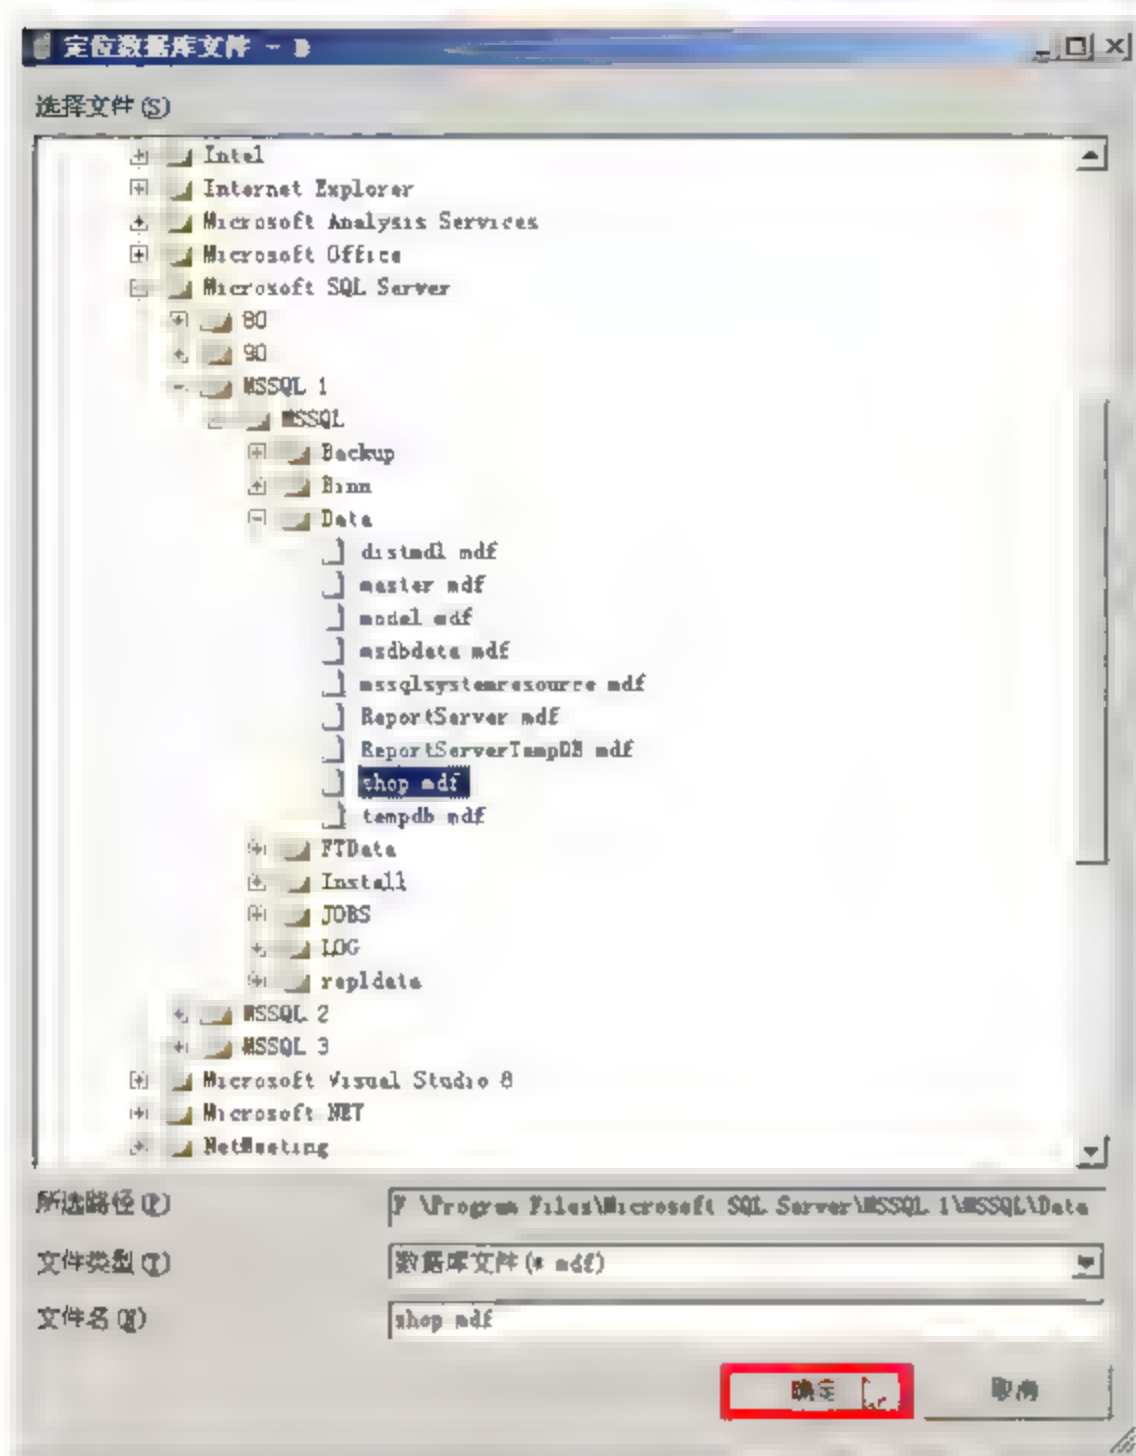 定位数据库文件 - B
选择文件(S)
Intel
Internet Explorer
Microsoft Analysis Services
Microsoft Office
Microsoft SQL Server
80
90
MSSQL 1
MSSQL
Backup
Binn
Data
distmdl mdf
master mdf
model mdf
msdbdata mdf
mssqlsystemresource mdf
ReportServer mdf
ReportServerTempDB mdf
shop mdf
tempdb mdf
FTData
Install
JOBS
LOG
repldata
MSSQL 2
MSSQL 3
Microsoft Visual Studio 8
Microsoft NET
NetMeeting
所选路径(P) F \Program Files\Microsoft SQL Server\MSSQL 1\MSSQL\Data
文件类型(T) 数据库文件(* mdf)
文件名(N) shop mdf
确定 取消